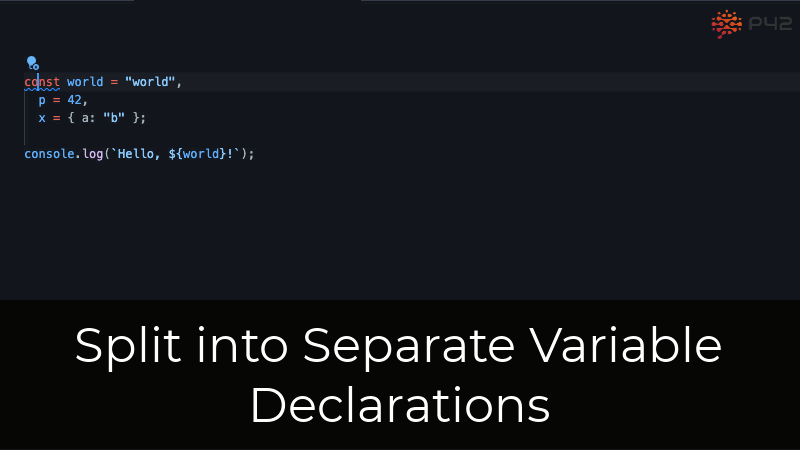 P42
const world = "world",
p = 42,
x = { a: "b" };
console.log(`Hello, ${world}!`);
Split into Separate Variable
Declarations